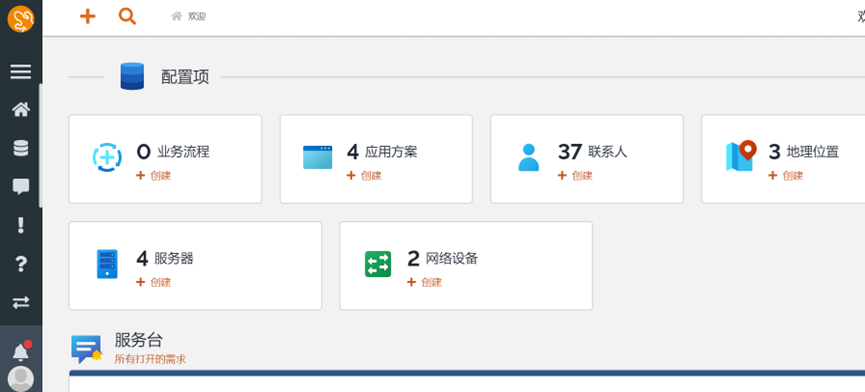 欢迎
配置项
0 业务流程
创建
4 应用方案
创建
37 联系人
创建
3 地理位置
创建
4 服务器
创建
2 网络设备
创建
服务台
所有打开的需求